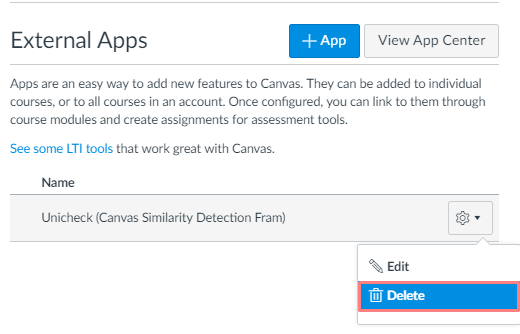 External Apps
+ App
View App Center
Apps are an easy way to add new features to Canvas. They can be added to individual
courses, or to all courses in an account. Once configured, you can link to them through
course modules and create assignments for assessment tools.
See some LTI tools that work great with Canvas.
Name
Unicheck (Canvas Similarity Detection Fram)
Edit
Delete